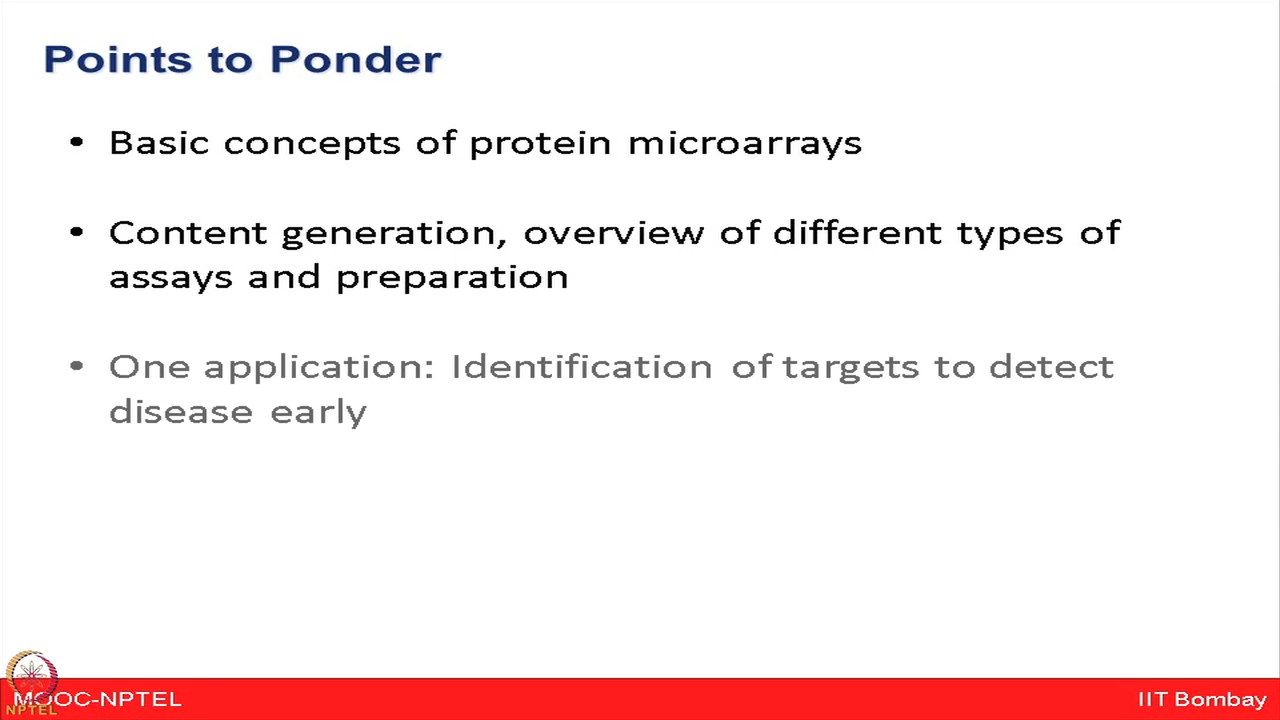 Points to Ponder
• Basic concepts of protein microarrays
• Content generation, overview of different types of
assays and preparation
• One application: Identification of targets to detect
disease early
MOOC-NPTEL
NPTEL
IIT Bombay